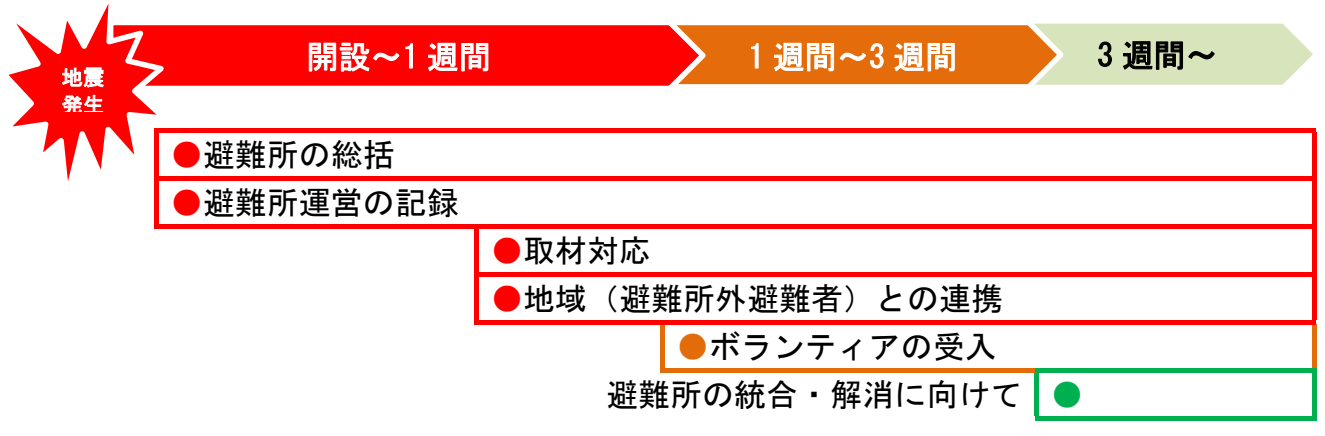 地震
発生
開設～1 週間
1 週間～3 週間
3 週間～
●避難所の総括
●避難所運営の記録
●取材対応
●地域（避難所外避難者）との連携
●ボランティアの受入
避難所の統合・解消に向けて ●